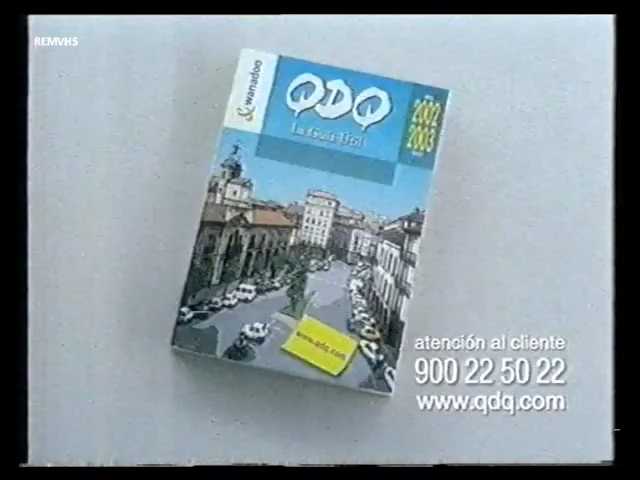 REMVHS
wanadoo
QDQ
La Guía Útil
2002
2003
www.qdq.com
atención al cliente
900 22 50 22
www.qdq.com